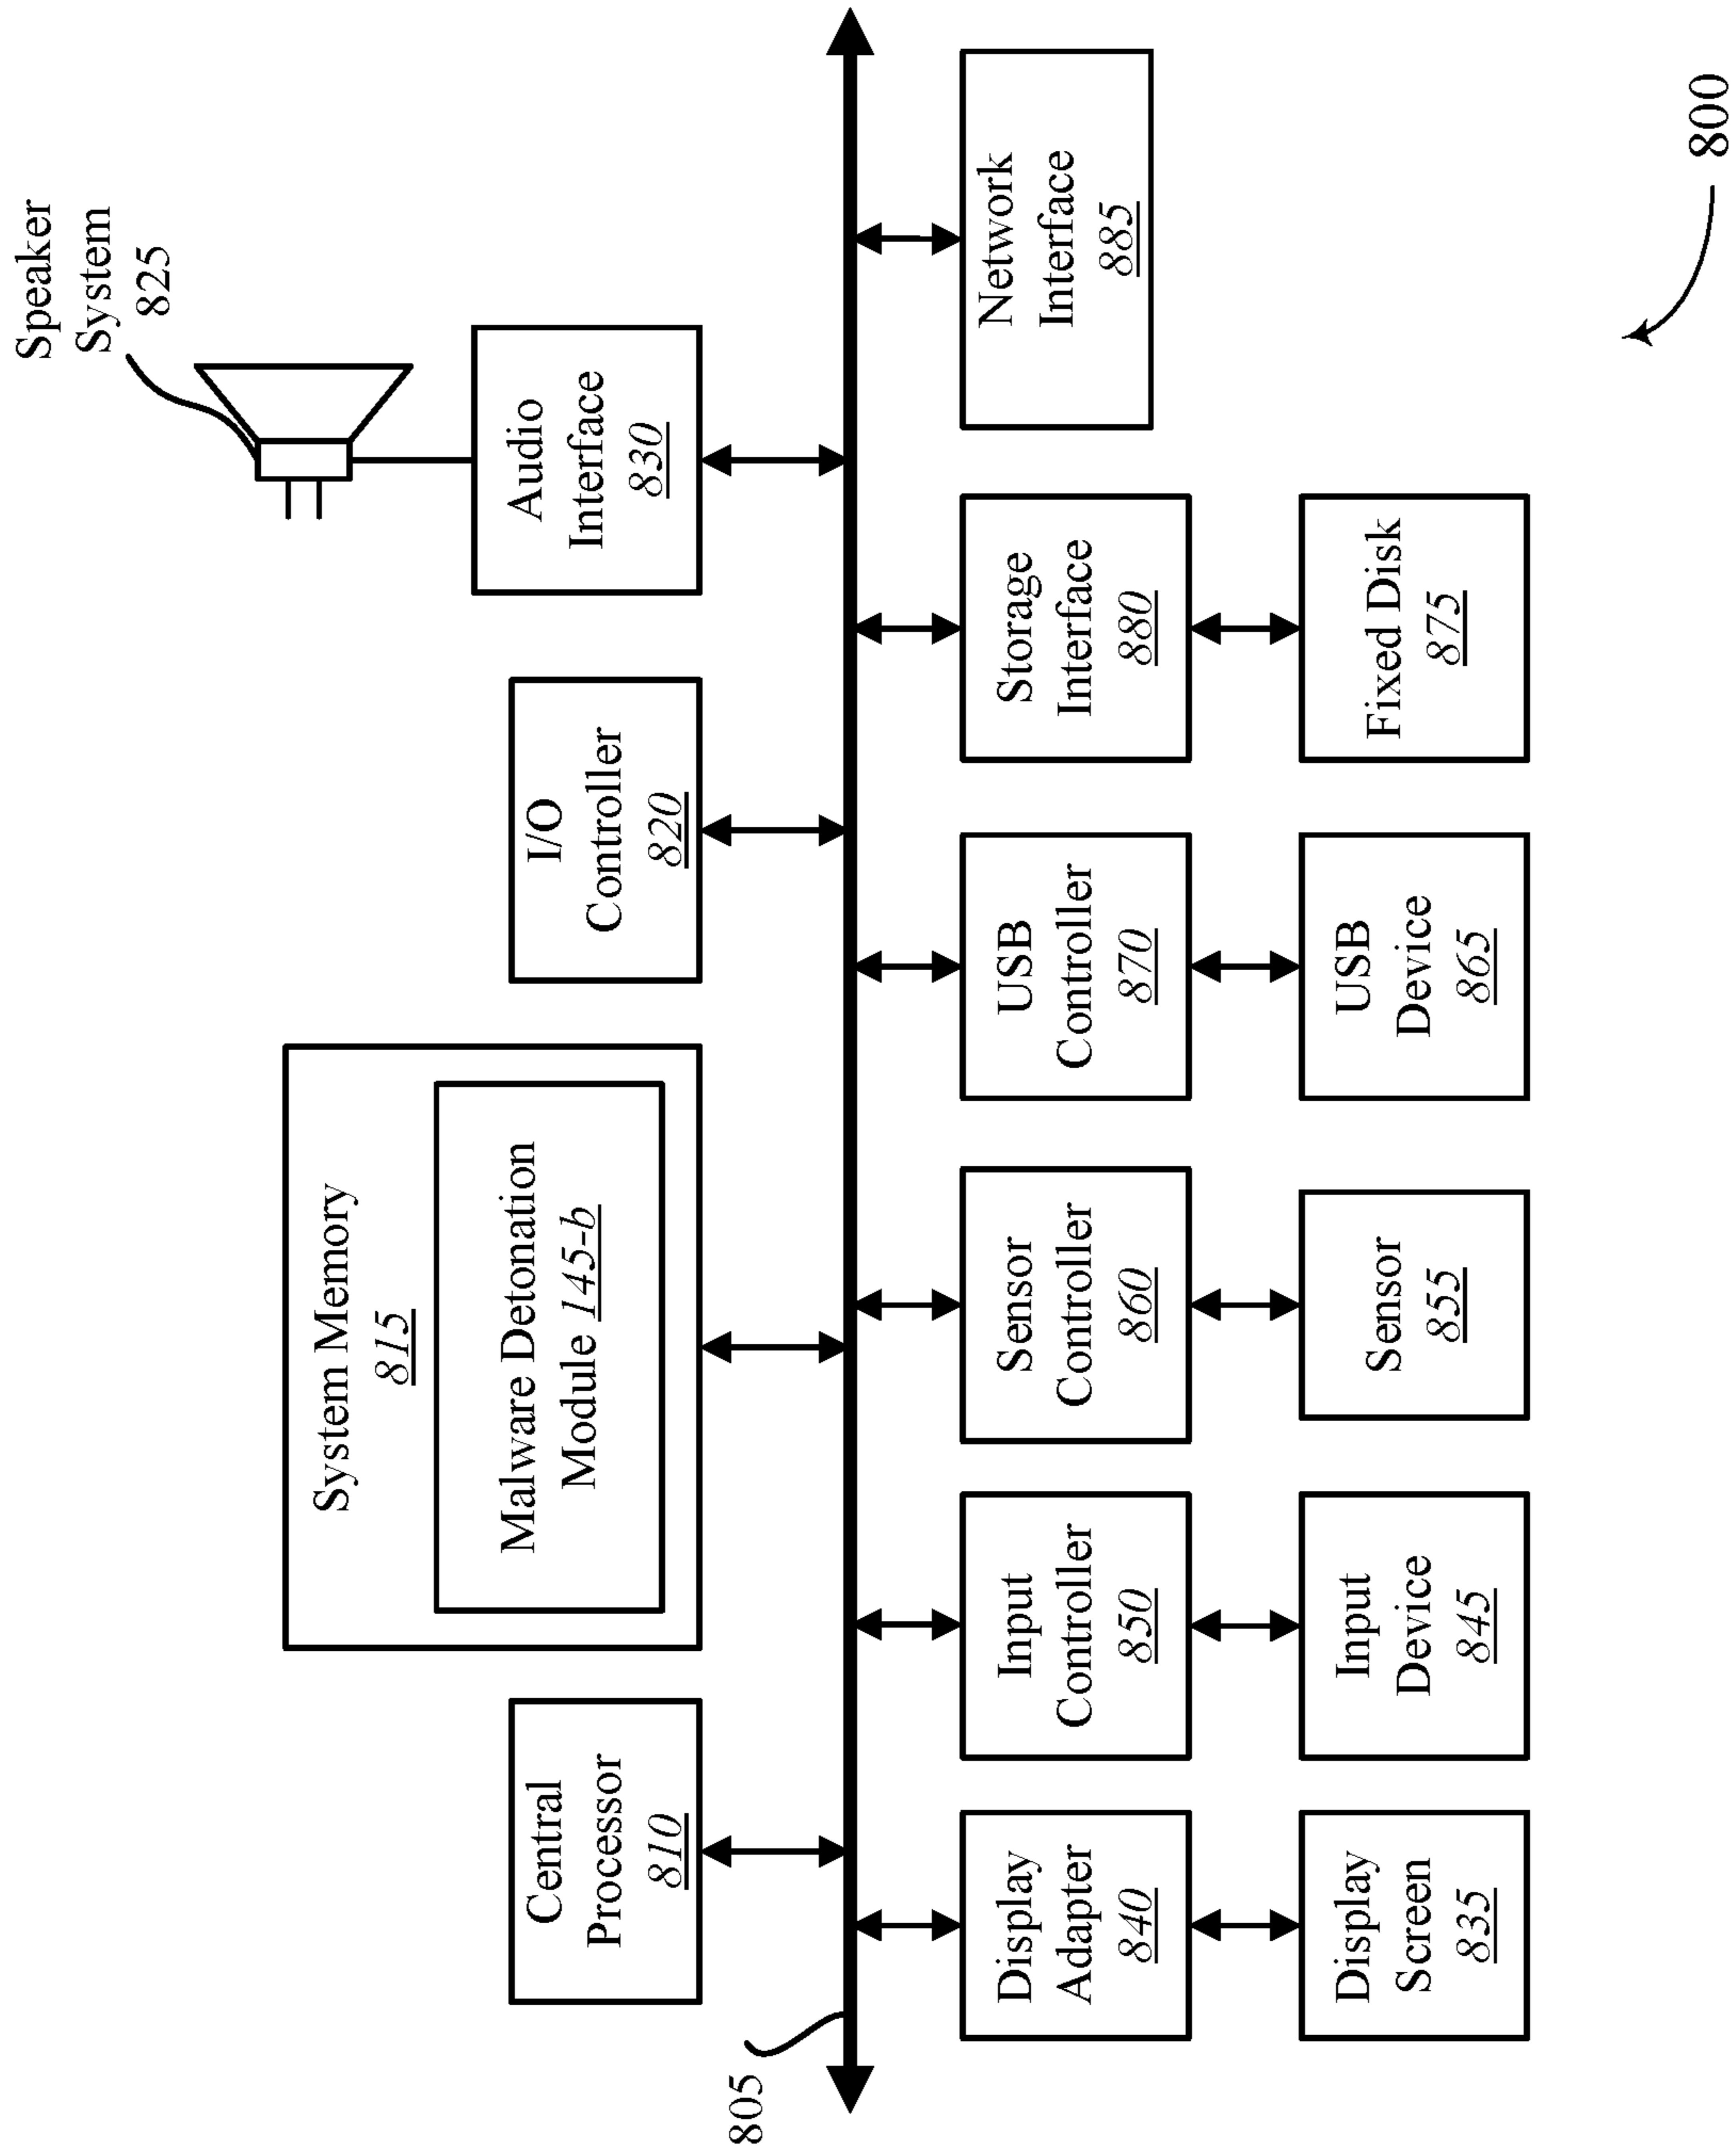 Speaker
System
825
Central
Processor
810
System Memory
815
Malware Detonation
Module 145-b
I/O
Controller
820
Audio
Interface
830
805
Display
Adapter
840
Input
Controller
850
Sensor
Controller
860
USB
Controller
870
Storage
Interface
880
Network
Interface
885
Display
Screen
835
Input
Device
845
Sensor
855
USB
Device
865
Fixed Disk
875
800